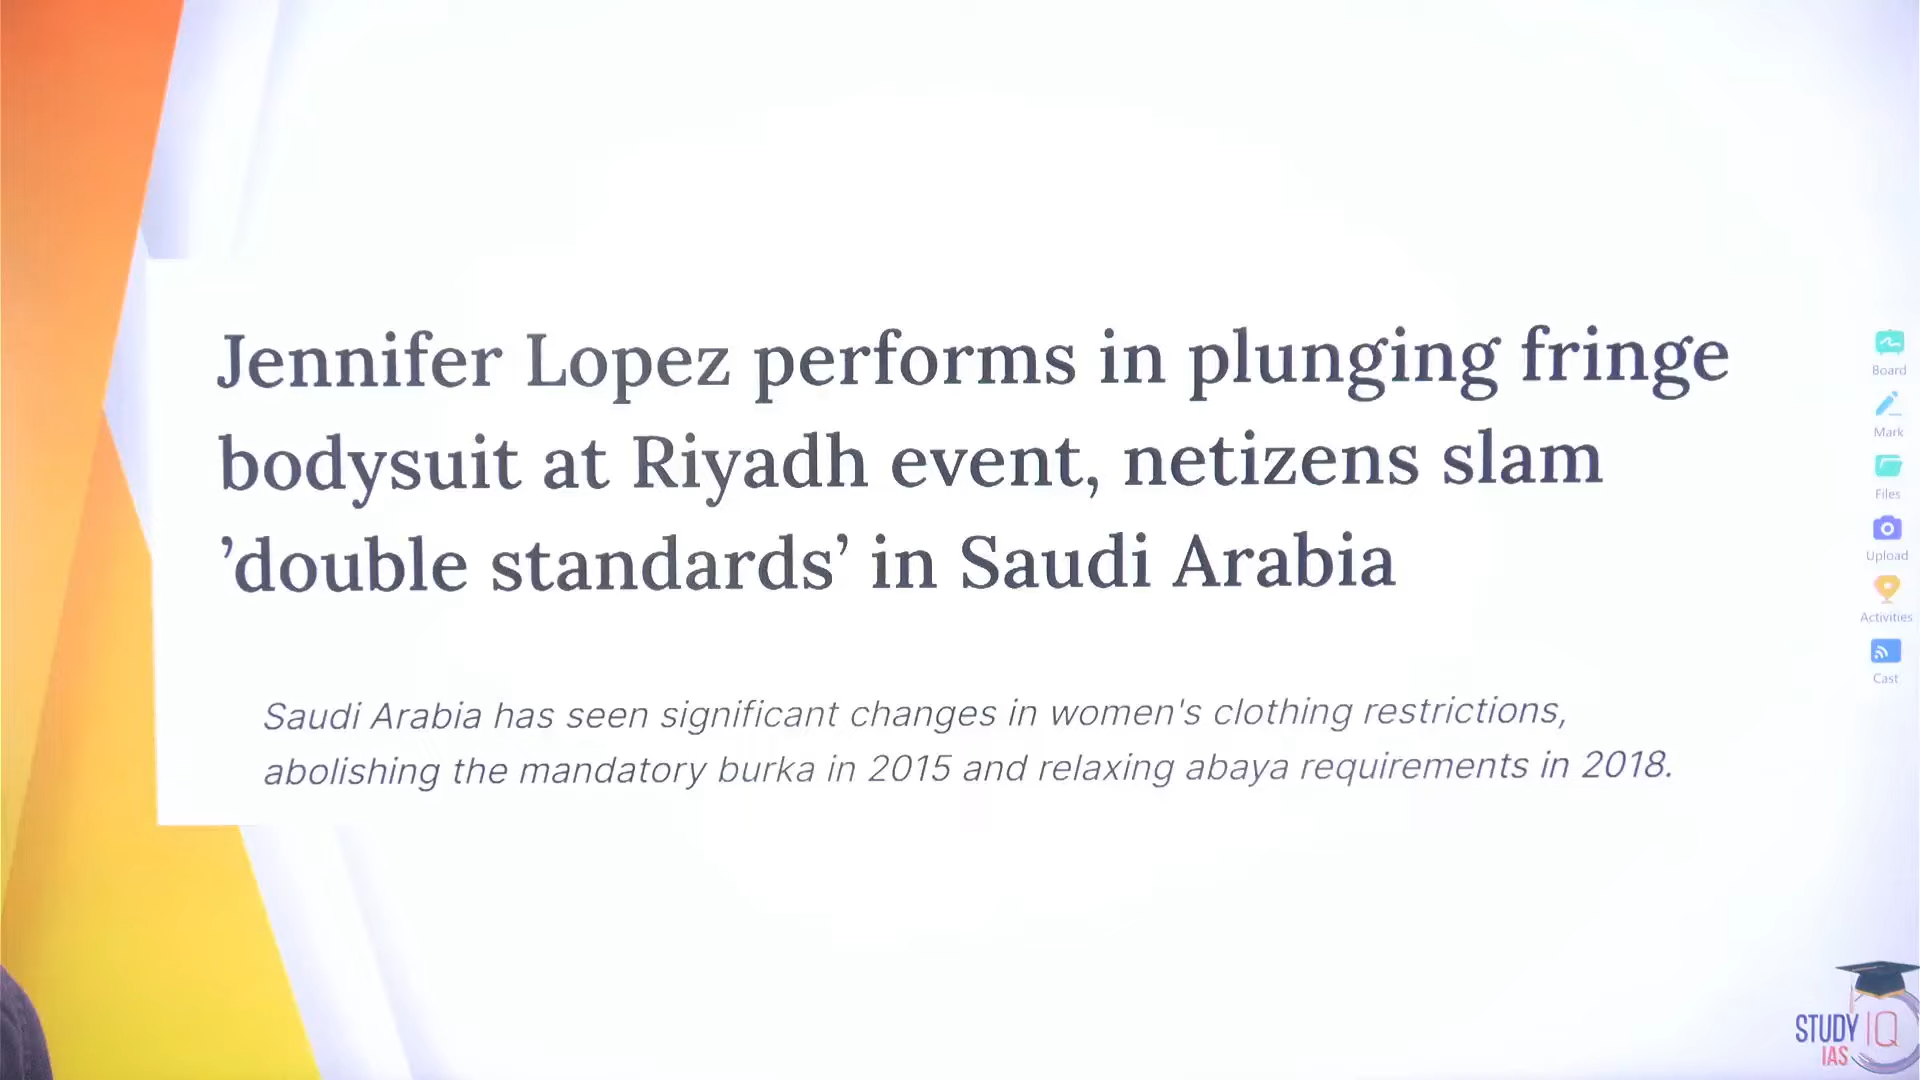 Jennifer Lopez performs in plunging fringe
bodysuit at Riyadh event, netizens slam
’double standards’ in Saudi Arabia
Saudi Arabia has seen significant changes in women's clothing restrictions,
abolishing the mandatory burka in 2015 and relaxing abaya requirements in 2018.
Board
Mark
Files
Upload
Activities
Cast
STUDY IQ
IAS